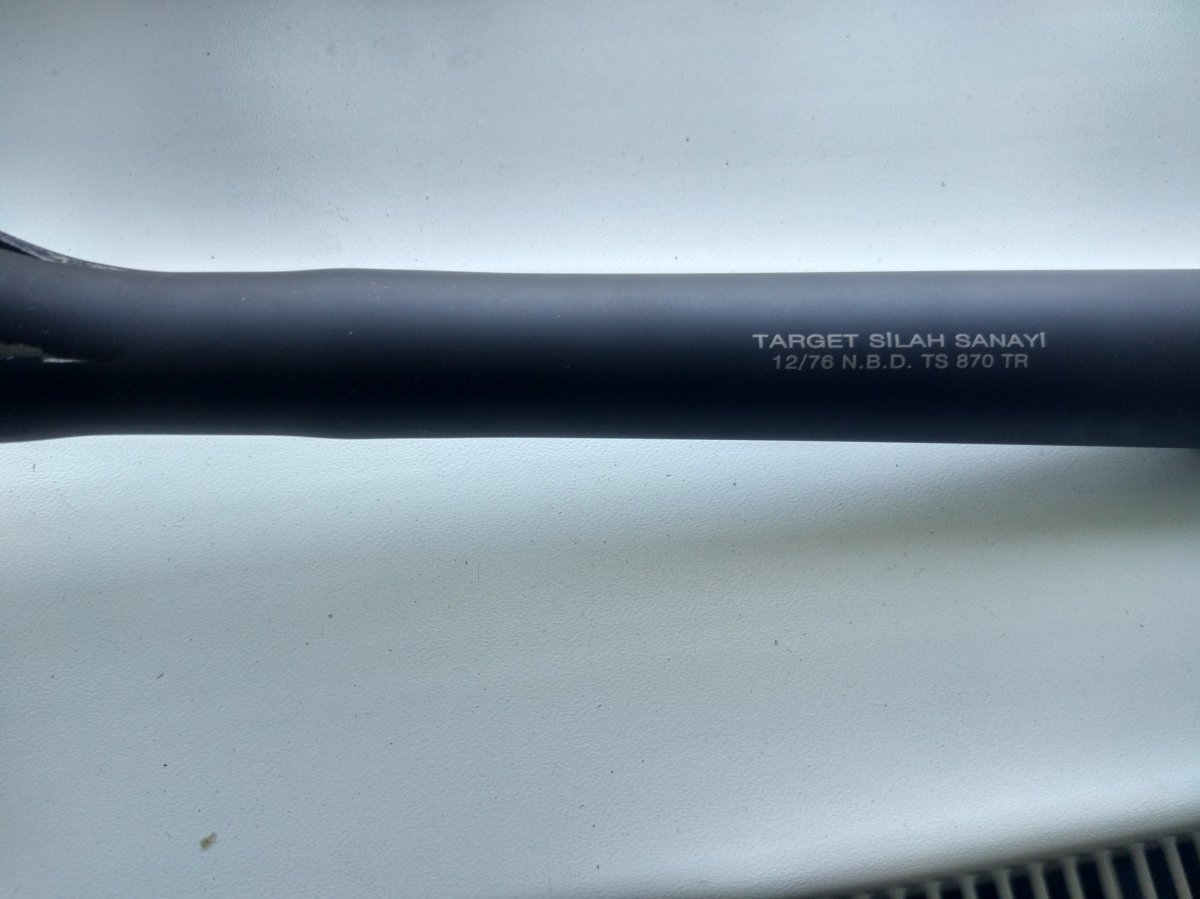 TARGET SİLAH SANAYİ
12/76 N.B.D. TS 870 TR